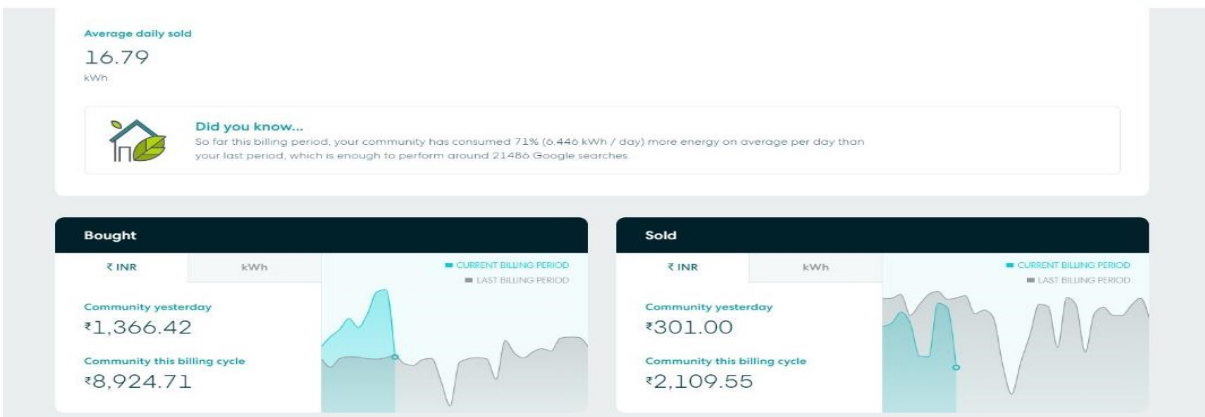 Average daily sold
16.79
kWh
Did you know...
So far this billing period, your community has consumed 71% (6.446 kWh / day) more energy on average per day than
your last period, which is enough to perform around 21486 Google searches.
Bought
₹ INR
kWh
CURRENT BILLING PERIOD
LAST BILLING PERIOD
Community yesterday
₹1,366.42
Community this billing cycle
₹8,924.71
Sold
₹ INR
kWh
CURRENT BILLING PERIOD
LAST BILLING PERIOD
Community yesterday
₹301.00
Community this billing cycle
₹2,109.55